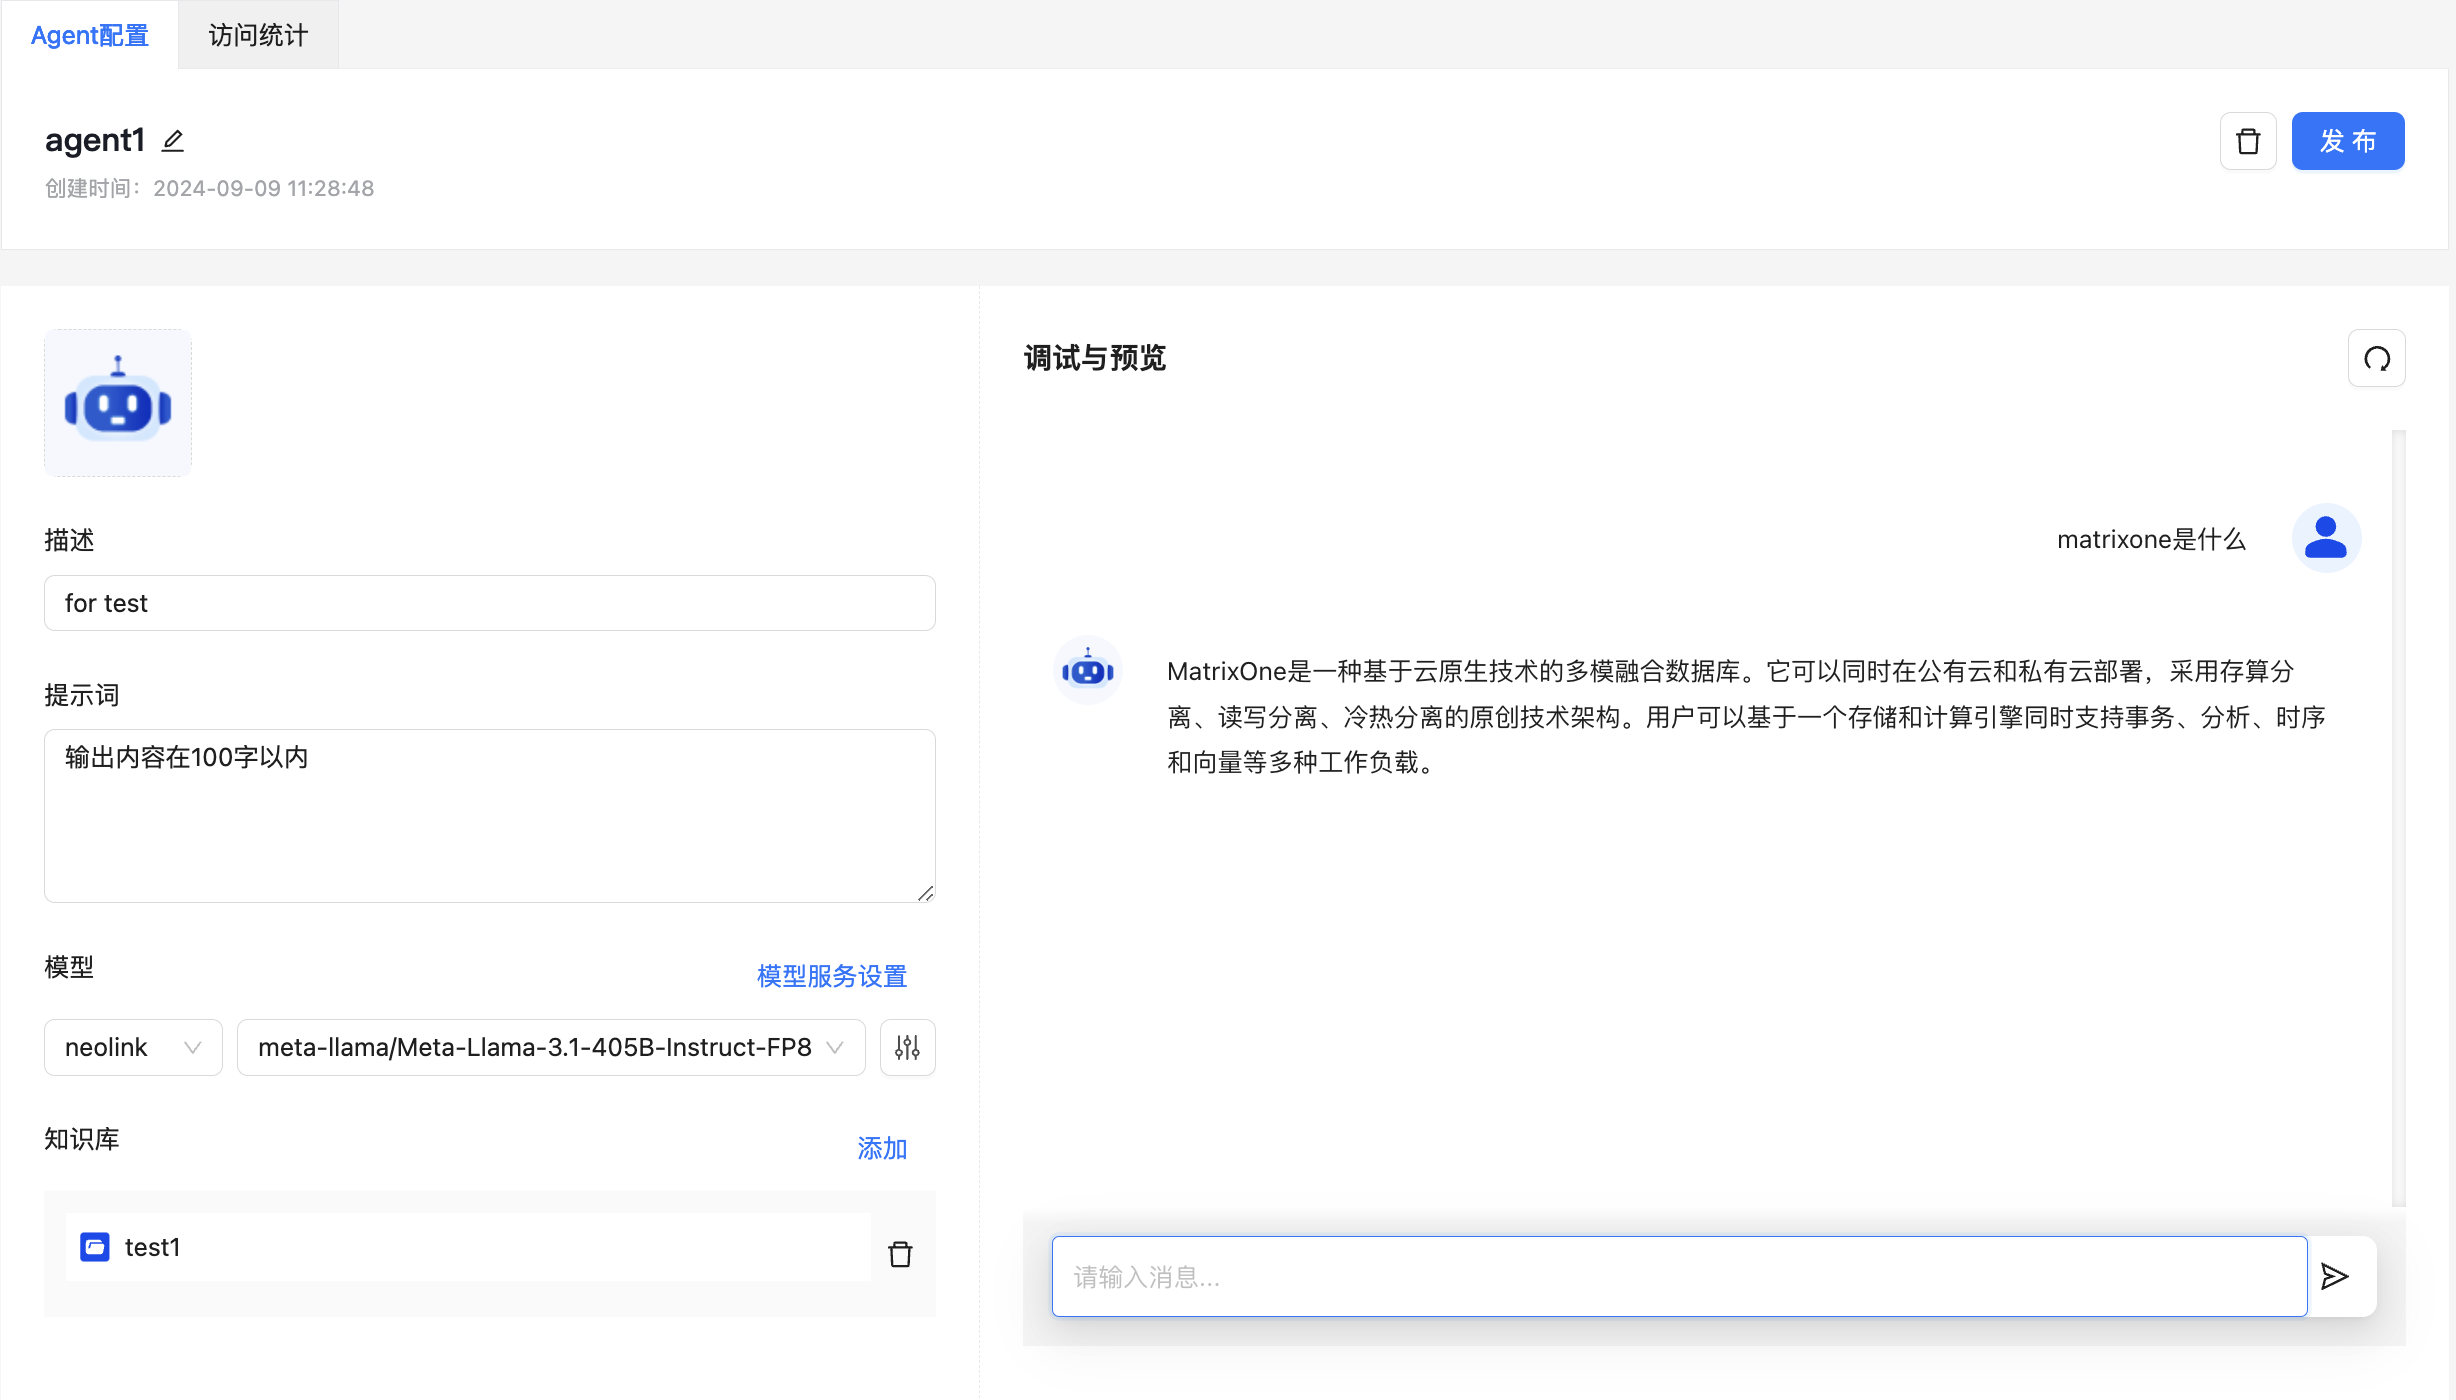 Agent配置
访问统计
agent1
创建时间：2024-09-09 11:28:48
发 布
描述
for test
提示词
输出内容在100字以内
模型
模型服务设置
neolink
meta-llama/Meta-Llama-3.1-405B-Instruct-FP8
知识库
添加
test1
调试与预览
matrixone是什么
MatrixOne是一种基于云原生技术的多模融合数据库。它可以同时在公有云和私有云部署，采用存算分
离、读写分离、冷热分离的原创技术架构。用户可以基于一个存储和计算引擎同时支持事务、分析、时序
和向量等多种工作负载。
请输入消息...